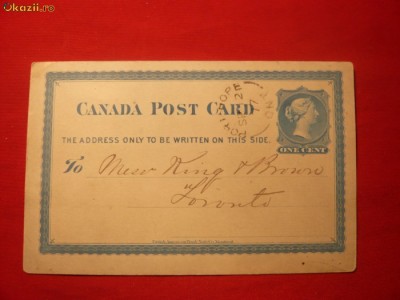 Okazii.ro
CANADA POST CARD
THE ADDRESS ONLY TO BE WRITTEN ON THIS SIDE.
ONE CENT
To Messrs King & Brown
Toronto